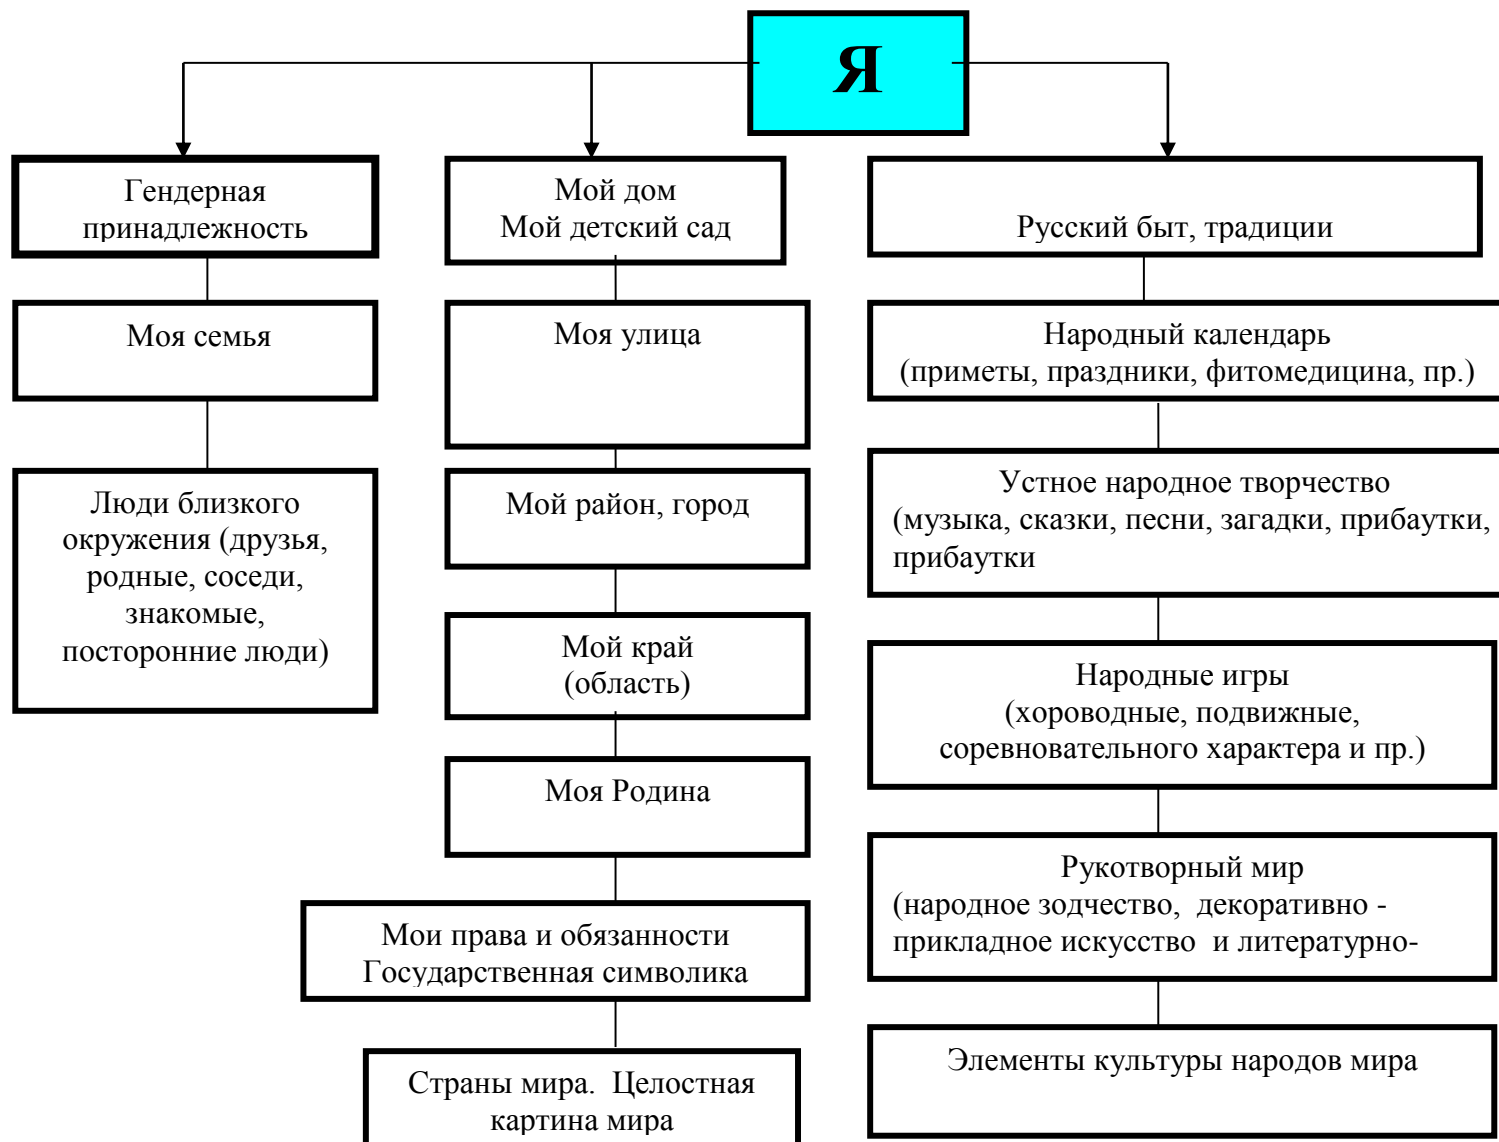 Я
Гендерная
принадлежность
Моя семья
Люди близкого
окружения (друзья,
родные, соседи,
знакомые,
посторонние люди)
Мой дом
Мой детский сад
Моя улица
Мой район, город
Мой край
(область)
Моя Родина
Мои права и обязанности
Государственная символика
Страны мира.  Целостная
картина мира
Русский быт, традиции
Народный календарь
(приметы, праздники, фитомедицина, пр.)
Устное народное творчество
(музыка, сказки, песни, загадки, прибаутки,
прибаутки
Народные игры
(хороводные, подвижные,
соревновательного характера и пр.)
Рукотворный мир
(народное зодчество,  декоративно -
прикладное искусство  и литературно-
Элементы культуры народов мира